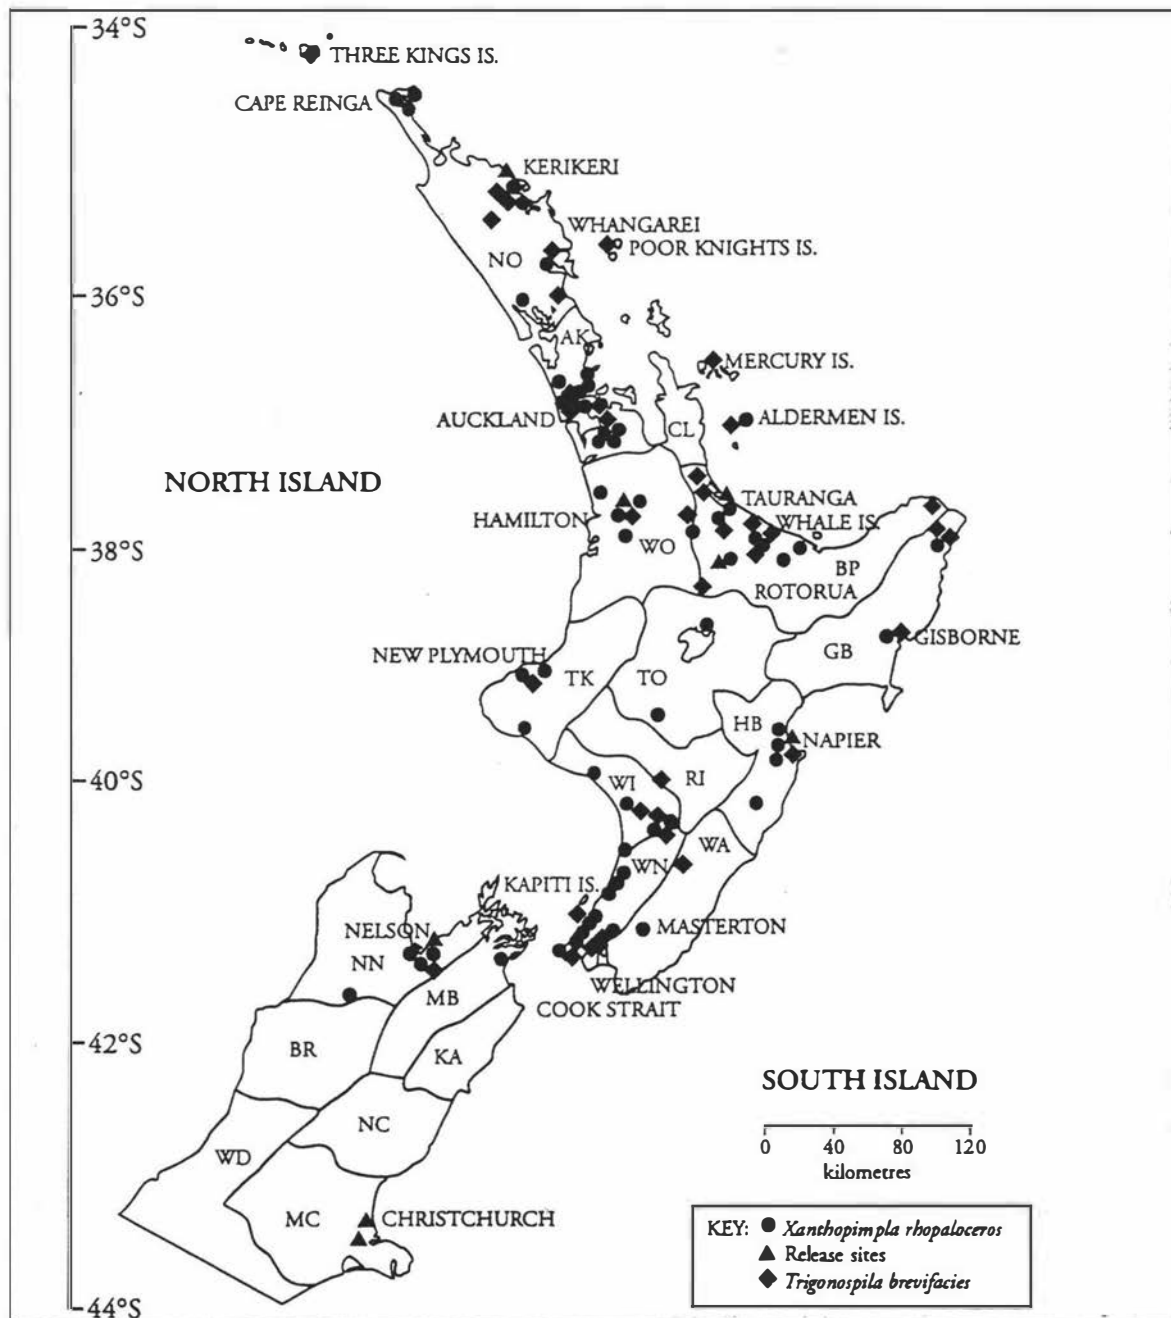 34°S
THREE KINGS IS.
CAPE REINGA
KERIKERI
WHANGAREI
POOR KNIGHTS IS.
NO
36°S
AK
MERCURY IS.
AUCKLAND
CL
ALDERMEN IS.
NORTH ISLAND
TAURANGA
HAMILTON
WHALE IS.
WO
38°S
BP
ROTORUA
GISBORNE
NEW PLYMOUTH
GB
TK
TO
HB
NAPIER
40°S
WI
RI
WA
WN
KAPITI IS.
MASTERTON
NELSON
NN
WELLINGTON
MB
COOK STRAIT
42°S
BR
KA
SOUTH ISLAND
NC
0 40 80 120
kilometres
WD
MC
CHRISTCHURCH
KEY: Xanthopimpla rhopaloceros
Release sites
Trigonospila brevifacies
44°S